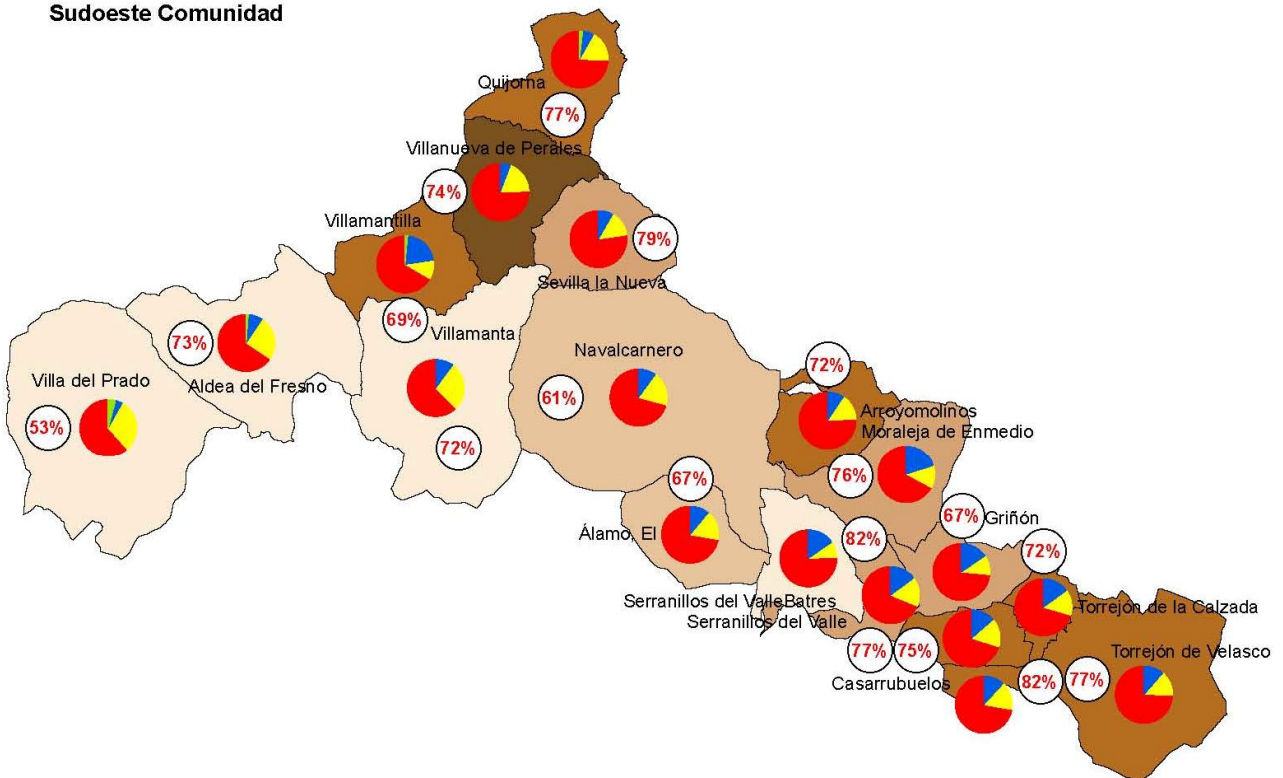 Sudoeste Comunidad
Quijorna
77%
Villanueva de Perales
74%
Villamantilla
79%
Sevilla la Nueva
69%
Villamanta
73%
Navalcarnero
72%
Villa del Prado
Aldea del Fresno
61%
Arroyomolinos
53%
Moraleja de Enmedio
72%
67%
76%
67%
Griñón
Álamo, El
82%
72%
Serranillos del ValleBatres
Torrejón de la Calzada
Serranillos del Valle
77%
75%
Torrejón de Velasco
Casarrubuelos
82%
77%